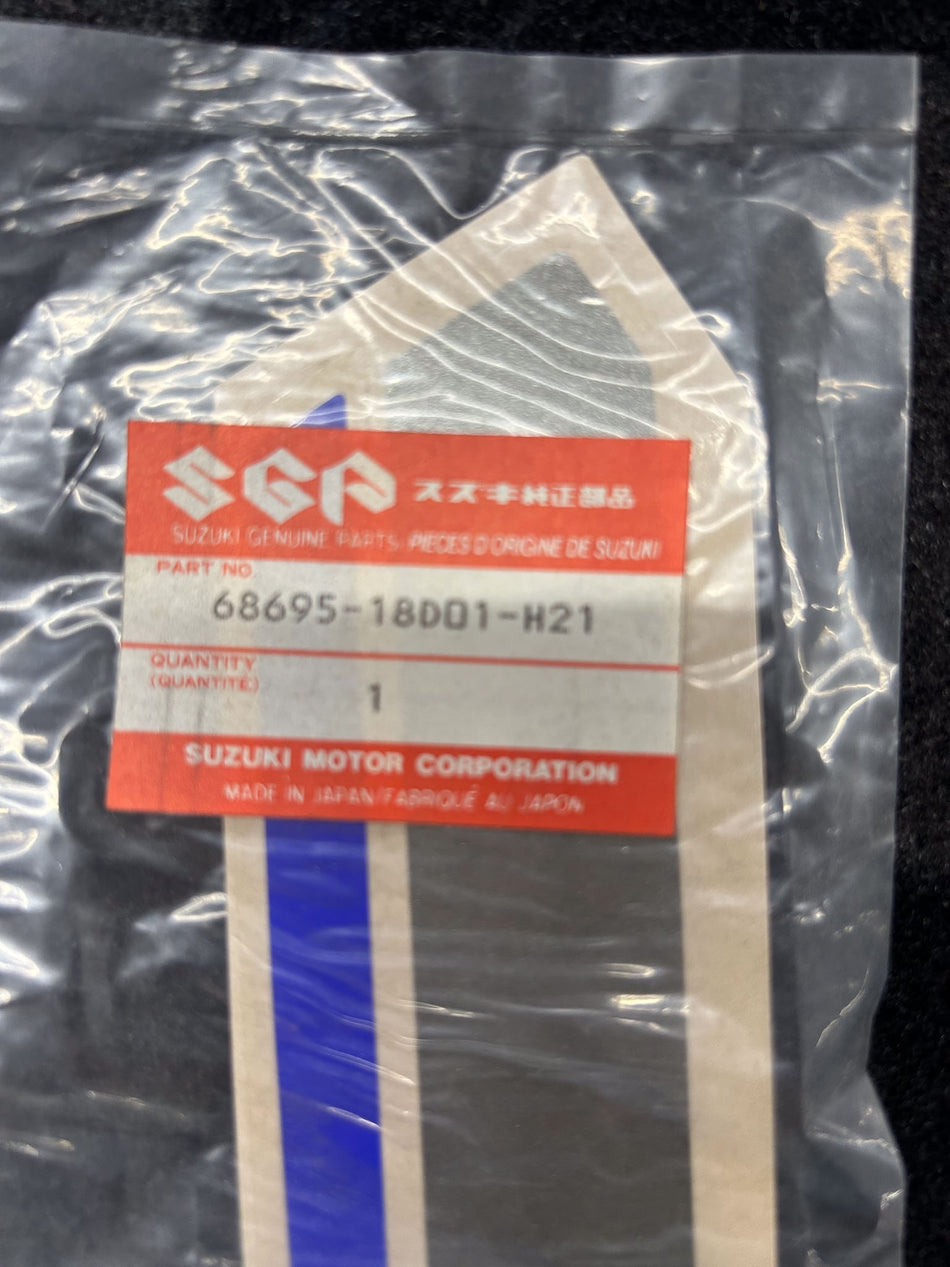 SGP スズキ純正部品
SUZUKI GENUINE PARTS/PIECES D'ORIGINE DE SUZUKI
PART NO.
68695-18D01-H21
QUANTITY
(QUANTITÉ)
1
SUZUKI MOTOR CORPORATION
MADE IN JAPAN/FABRIQUÉ AU JAPON